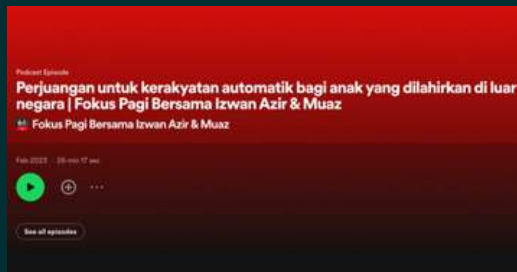 Podcast Episode
Perjuangan untuk kerakyatan automatik bagi anak yang dilahirkan di luar
negara | Fokus Pagi Bersama Izwan Azir & Muaz
Fokus Pagi Bersama Izwan Azir & Muaz
Feb 2023 · 26 min 17 sec
See all episodes